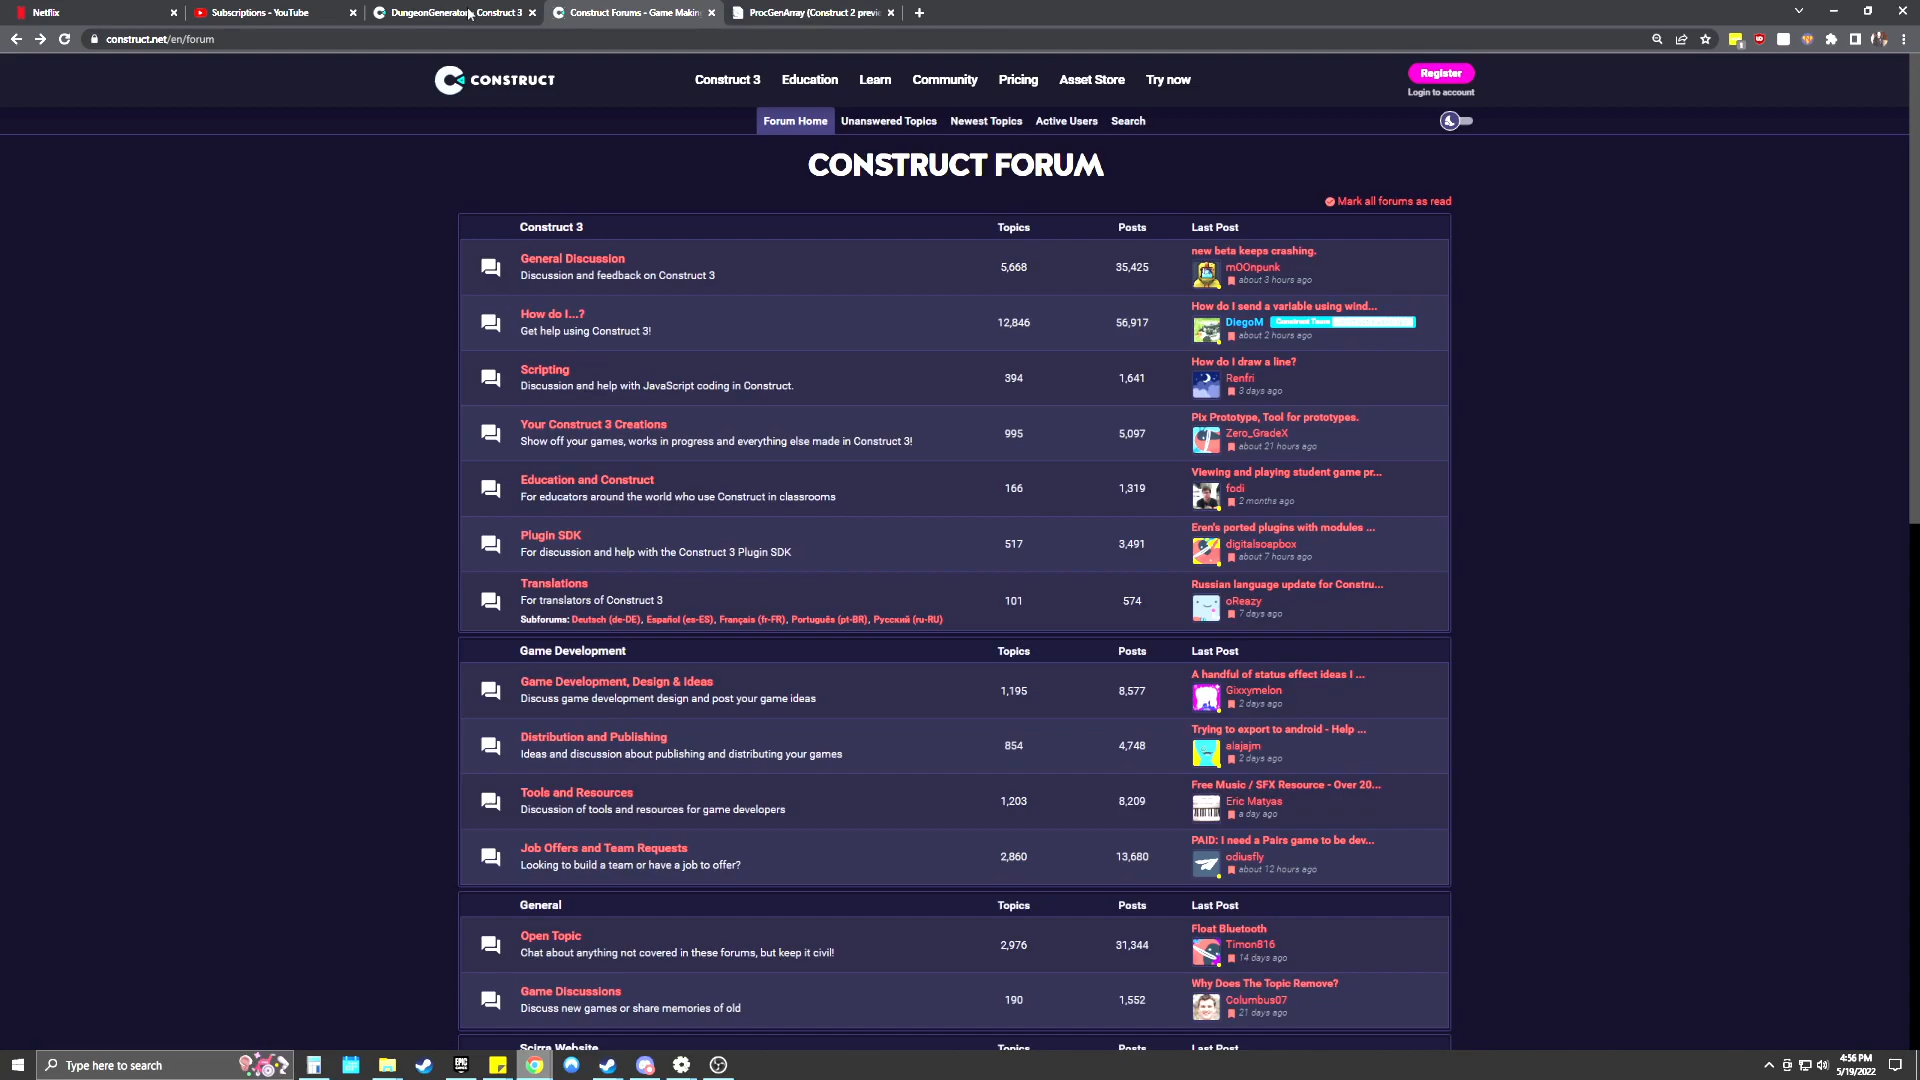 Netflix
Subscriptions - YouTube
DungeonGenerator - Construct 3
Construct Forums - Game Making
ProcGenArray (Construct 2 previe
construct.net/en/forum
CONSTRUCT
Construct 3
Education
Learn
Community
Pricing
Asset Store
Try now
Register
Login to account
Forum Home
Unanswered Topics
Newest Topics
Active Users
Search
CONSTRUCT FORUM
Mark all forums as read
Construct 3 Topics Posts Last Post
General Discussion
Discussion and feedback on Construct 3
5,668
35,425
new beta keeps crashing.
m00npunk
about 3 hours ago
How do I...?
Get help using Construct 3!
12,846
56,917
How do I send a variable using wind...
DiegoM Construct Team
about 2 hours ago
Scripting
Discussion and help with JavaScript coding in Construct.
394
1,641
How do I draw a line?
Renfri
3 days ago
Your Construct 3 Creations
Show off your games, works in progress and everything else made in Construct 3!
995
5,097
Pix Prototype, Tool for prototypes.
Zero_GradeX
about 21 hours ago
Education and Construct
For educators around the world who use Construct in classrooms
166
1,319
Viewing and playing student game pr...
fodi
2 months ago
Plugin SDK
For discussion and help with the Construct 3 Plugin SDK
517
3,491
Eren's ported plugins with modules ...
digitalsoapbox
about 7 hours ago
Translations
For translators of Construct 3
Subforums: Deutsch (de-DE), Español (es-ES), Français (fr-FR), Português (pt-BR), Русский (ru-RU)
101
574
Russian language update for Constru...
oReazy
7 days ago
Game Development Topics Posts Last Post
Game Development, Design & Ideas
Discuss game development design and post your game ideas
1,195
8,577
A handful of status effect ideas I ...
Gixxymelon
2 days ago
Distribution and Publishing
Ideas and discussion about publishing and distributing your games
854
4,748
Trying to export to android - Help ...
alajajm
2 days ago
Tools and Resources
Discussion of tools and resources for game developers
1,203
8,209
Free Music / SFX Resource - Over 20...
Eric Matyas
a day ago
Job Offers and Team Requests
Looking to build a team or have a job to offer?
2,860
13,680
PAID: I need a Pairs game to be dev...
odiusfly
about 12 hours ago
General Topics Posts Last Post
Open Topic
Chat about anything not covered in these forums, but keep it civil!
2,976
31,344
Float Bluetooth
Timon816
14 days ago
Game Discussions
Discuss new games or share memories of old
190
1,552
Why Does The Topic Remove?
Columbus07
21 days ago
Scirra Website Topics Posts Last Post
Type here to search
EPIC
4:56 PM
5/19/2022